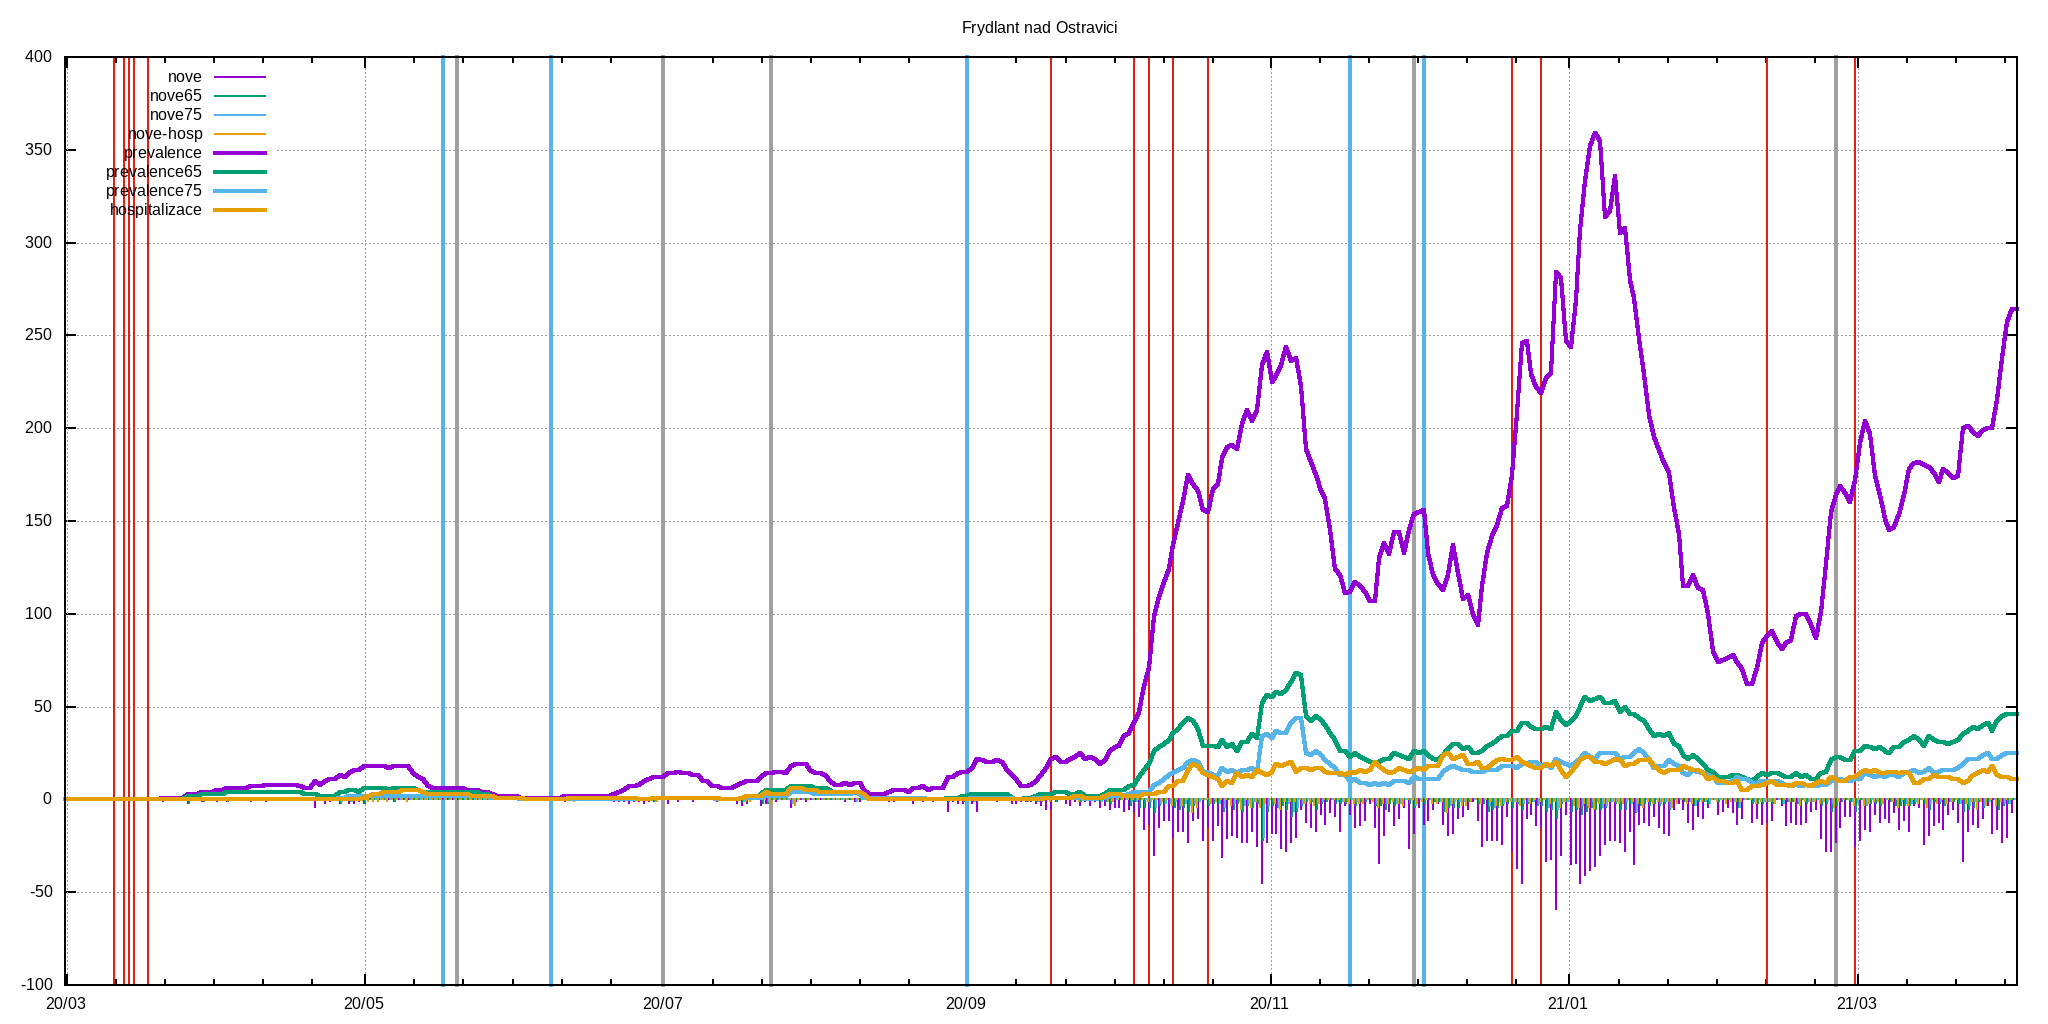 Frydlant nad Ostravici
400
350
300
250
200
150
100
50
0
-50
-100
nove
nove65
nove75
nove-hosp
prevalence
prevalence65
prevalence75
hospitalizace
20/03 20/05 20/07 20/09 20/11 21/01 21/03